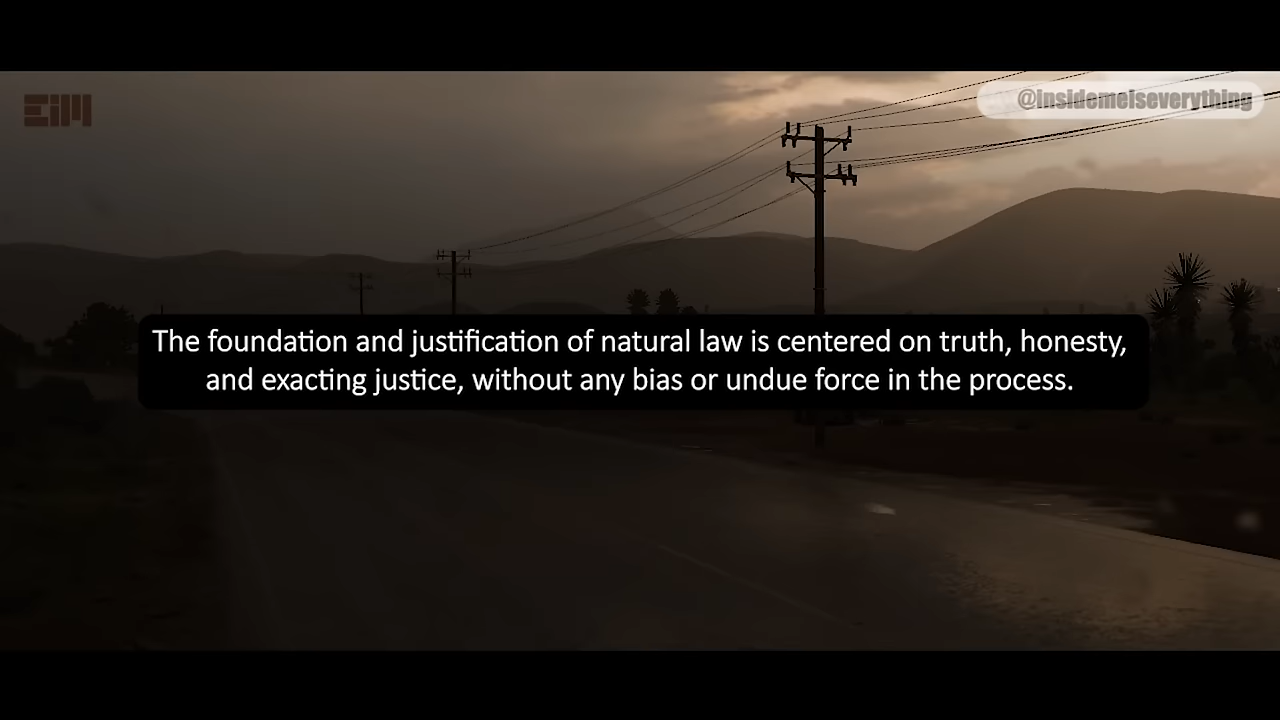 EiM
@insidemeiseverything
The foundation and justification of natural law is centered on truth, honesty,
and exacting justice, without any bias or undue force in the process.